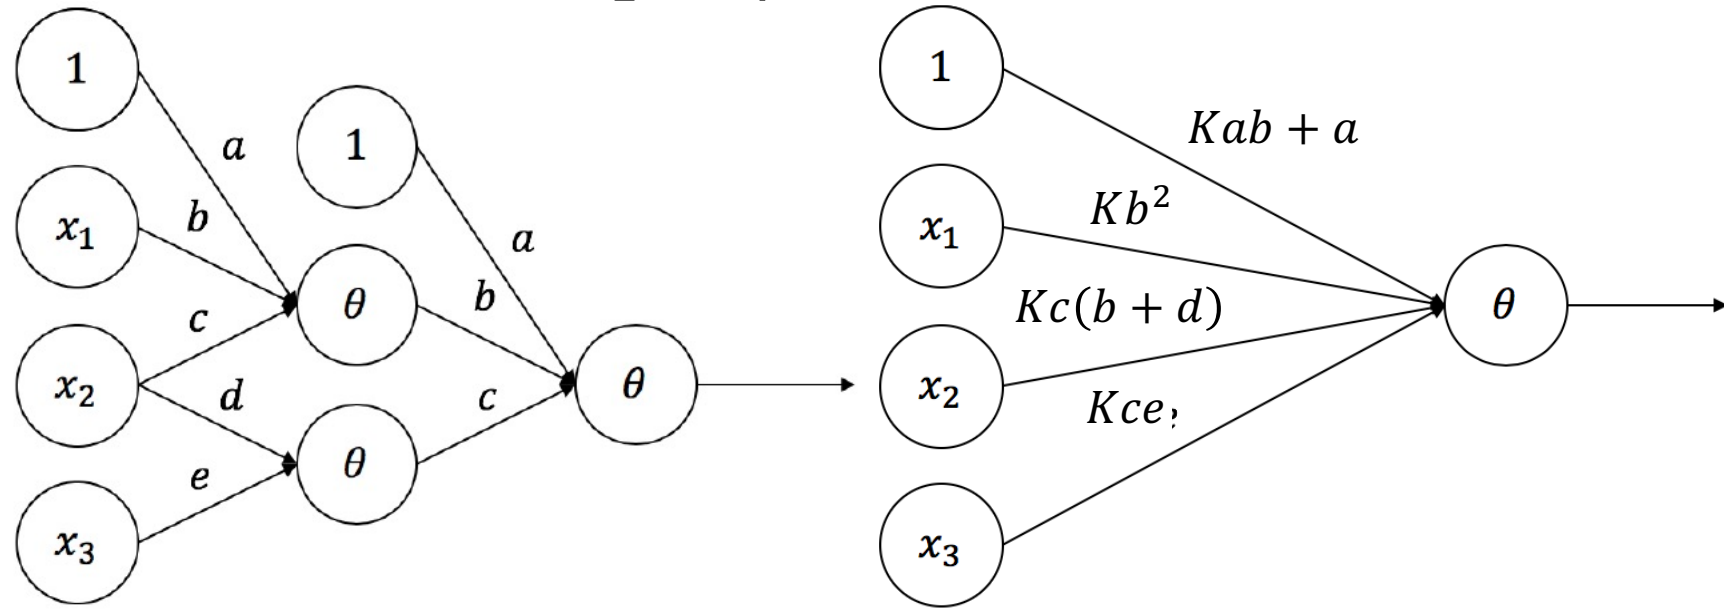 1
a
x₁
b
c
x₂
d
e
x₃
1
a
b
θ
θ
c
θ
1
Kab + a
x₁
Kb²
Kc(b + d)
x₂
Kce
x₃
θ